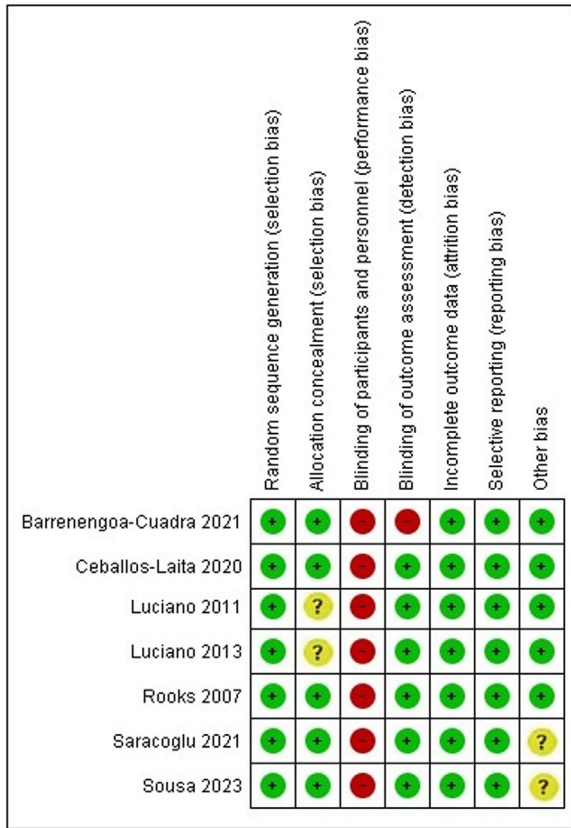 Random sequence generation (selection bias)
Allocation concealment (selection bias)
Blinding of participants and personnel (performance bias)
Blinding of outcome assessment (detection bias)
Incomplete outcome data (attrition bias)
Selective reporting (reporting bias)
Other bias
Barrenengoa-Cuadra 2021 + + - - + + +
Ceballos-Laita 2020 + + - + + + +
Luciano 2011 + ? - + + + +
Luciano 2013 + ? - + + + +
Rooks 2007 + + - + + + +
Saracoglu 2021 + + - + + + ?
Sousa 2023 + + - + + + ?